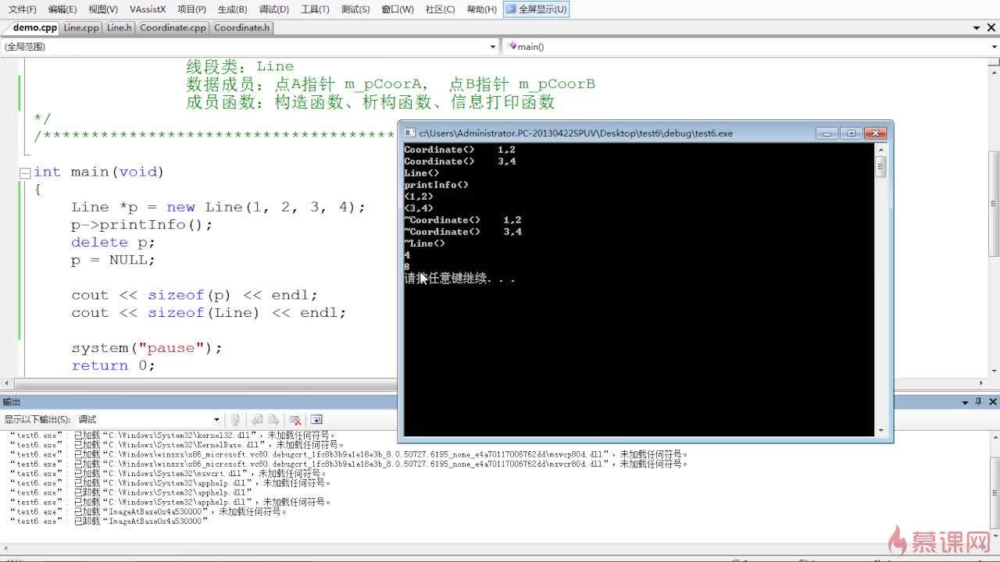 文件(F) 编辑(E) 视图(V) VAssistX 项目(P) 生成(B) 调试(D) 工具(T) 测试(S) 窗口(W) 社区(C) 帮助(H) 全屏显示(U)
demo.cpp Line.cpp Line.h Coordinate.cpp Coordinate.h
(全局范围) main()
线段类：Line
数据成员：点A指针 m_pCoorA， 点B指针 m_pCoorB
成员函数：构造函数、析构函数、信息打印函数
*/
/*************************************
int main(void)
{
Line *p = new Line(1, 2, 3, 4);
p->printInfo();
delete p;
p = NULL;
cout << sizeof(p) << endl;
cout << sizeof(Line) << endl;
system("pause");
return 0;
c:\Users\Administrator.PC-20130422SPUV\Desktop\test6\debug\test6.exe
Coordinate() 1,2
Coordinate() 3,4
Line()
printInfo()
(1,2)
(3,4)
~Coordinate() 1,2
~Coordinate() 3,4
~Line()
4
8
请按任意键继续. . .
输出
显示以下输出(S): 调试
“test6.exe”: 已加载“C:\Windows\System32\kernel32.dll”，未加载任何符号。
“test6.exe”: 已加载“C:\Windows\System32\KernelBase.dll”，未加载任何符号。
“test6.exe”: 已加载“C:\Windows\winsxs\x86_microsoft.vc80.debugcrt_1fc8b3b9a1e18e3b_8.0.50727.6195_none_e4a70117006762dd\msvcp80d.dll”，未加载任何符号。
“test6.exe”: 已加载“C:\Windows\winsxs\x86_microsoft.vc80.debugcrt_1fc8b3b9a1e18e3b_8.0.50727.6195_none_e4a70117006762dd\msvcr80d.dll”，未加载任何符号。
“test6.exe”: 已加载“C:\Windows\System32\msvcrt.dll”，未加载任何符号。
“test6.exe”: 已加载“C:\Windows\System32\apphelp.dll”，未加载任何符号。
“test6.exe”: 已卸载“C:\Windows\System32\apphelp.dll”
“test6.exe”: 已加载“C:\Windows\System32\apphelp.dll”，未加载任何符号。
“test6.exe”: 已加载“ImageAtBase0x4a530000”，未加载任何符号。
“test6.exe”: 已卸载“ImageAtBase0x4a530000”
慕课网